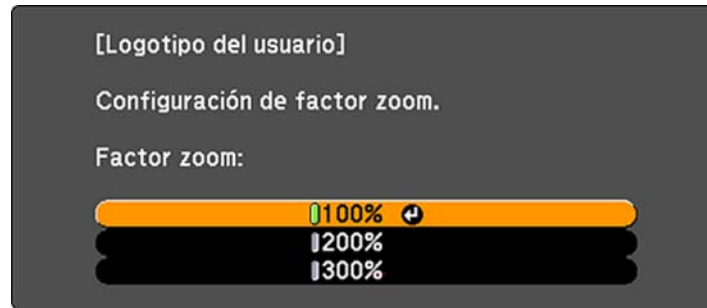 [Logotipo del usuario]
Configuración de factor zoom.
Factor zoom:
100%
200%
300%